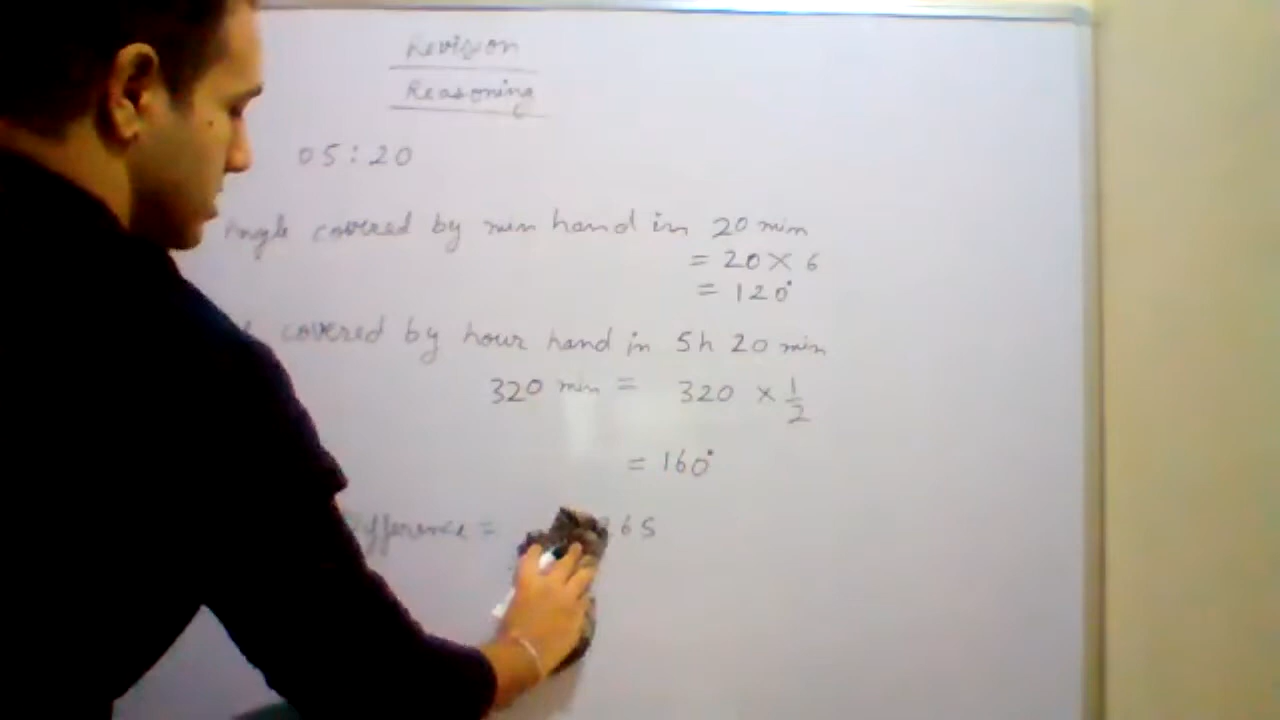 Revision
Reasoning
05:20
Angle covered by min hand in 20 min
= 20 × 6
= 120°
covered by hour hand in 5h 20 min
320 min = 320 × 1/2
= 160°
Difference = 65